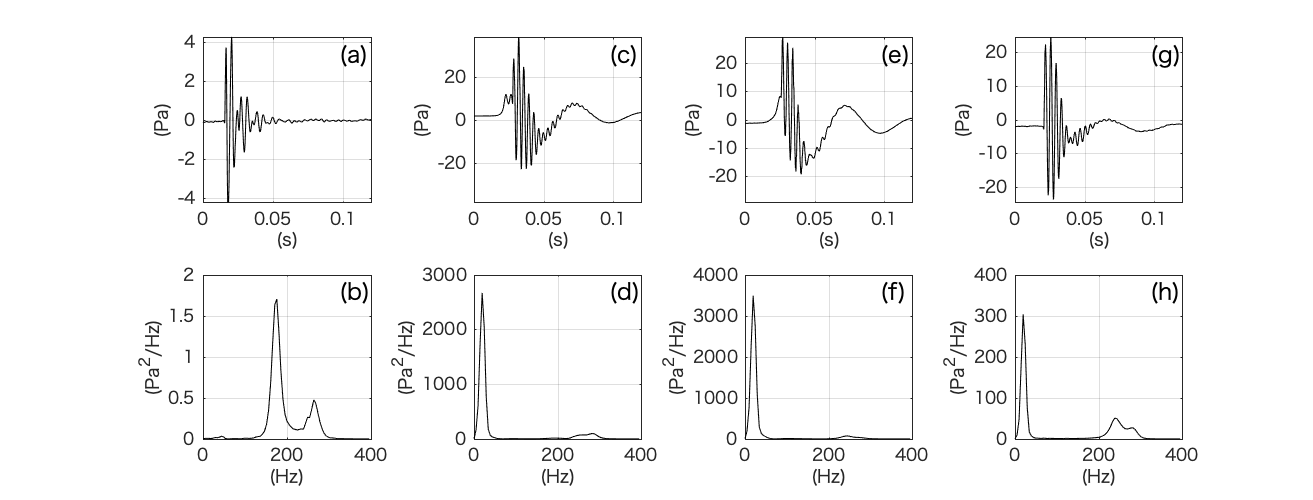 (a)
4
2
0
-2
-4
(Pa)
0 0.05 0.1
(s)
(c)
20
0
-20
(Pa)
0 0.05 0.1
(s)
(e)
20
10
0
-10
-20
(Pa)
0 0.05 0.1
(s)
(g)
20
10
0
-10
-20
(Pa)
0 0.05 0.1
(s)
(b)
2
1.5
1
0.5
0
(Pa²/Hz)
0 200 400
(Hz)
(d)
3000
2000
1000
0
(Pa²/Hz)
0 200 400
(Hz)
(f)
4000
3000
2000
1000
0
(Pa²/Hz)
0 200 400
(Hz)
(h)
400
300
200
100
0
(Pa²/Hz)
0 200 400
(Hz)